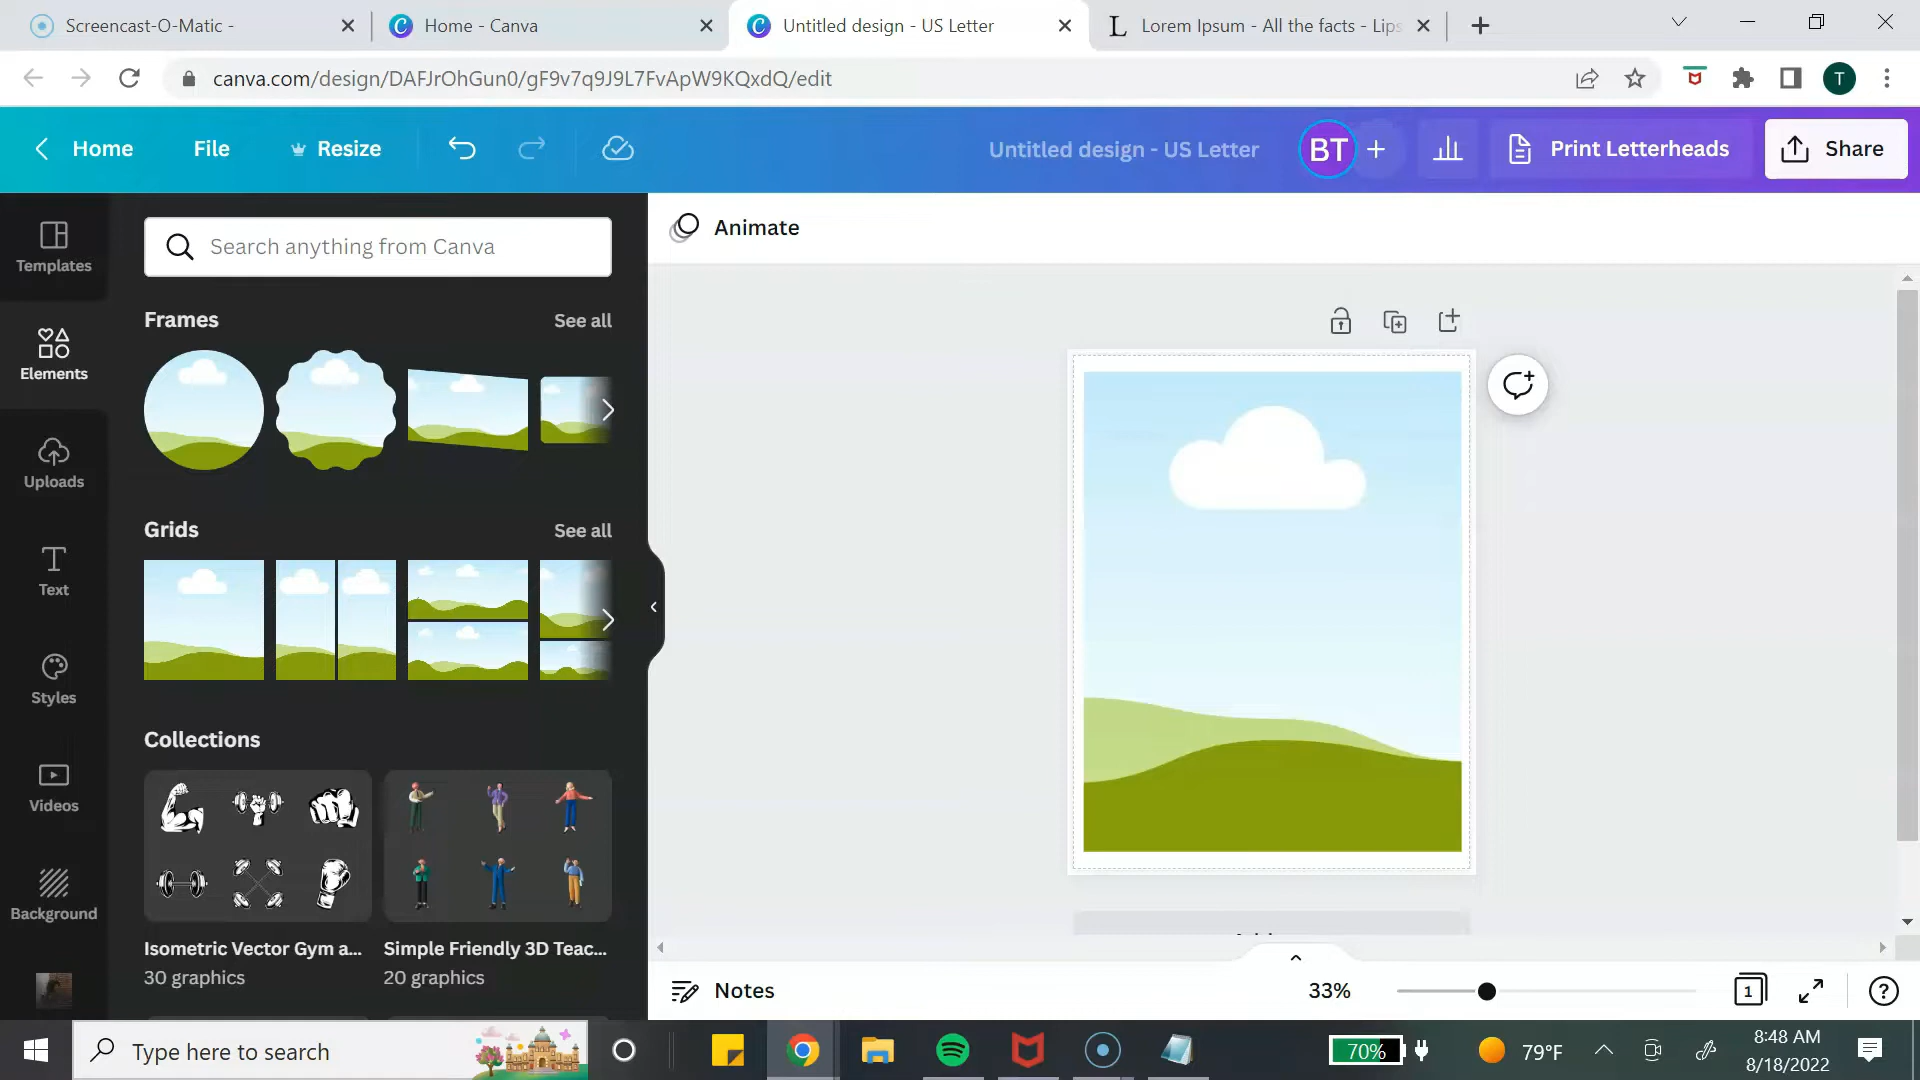 Screencast-O-Matic -
Home - Canva
Untitled design - US Letter
Lorem Ipsum - All the facts - Lips
canva.com/design/DAFJrOhGun0/gF9v7q9J9L7FvApW9KQxdQ/edit
T
Home
File
Resize
Untitled design - US Letter
BT
Print Letterheads
Share
Templates
Elements
Uploads
Text
Styles
Videos
Background
Search anything from Canva
Frames
See all
Grids
See all
Collections
Isometric Vector Gym a...
30 graphics
Simple Friendly 3D Teac...
20 graphics
Animate
Notes
33%
1
Type here to search
70%
79°F
8:48 AM
8/18/2022